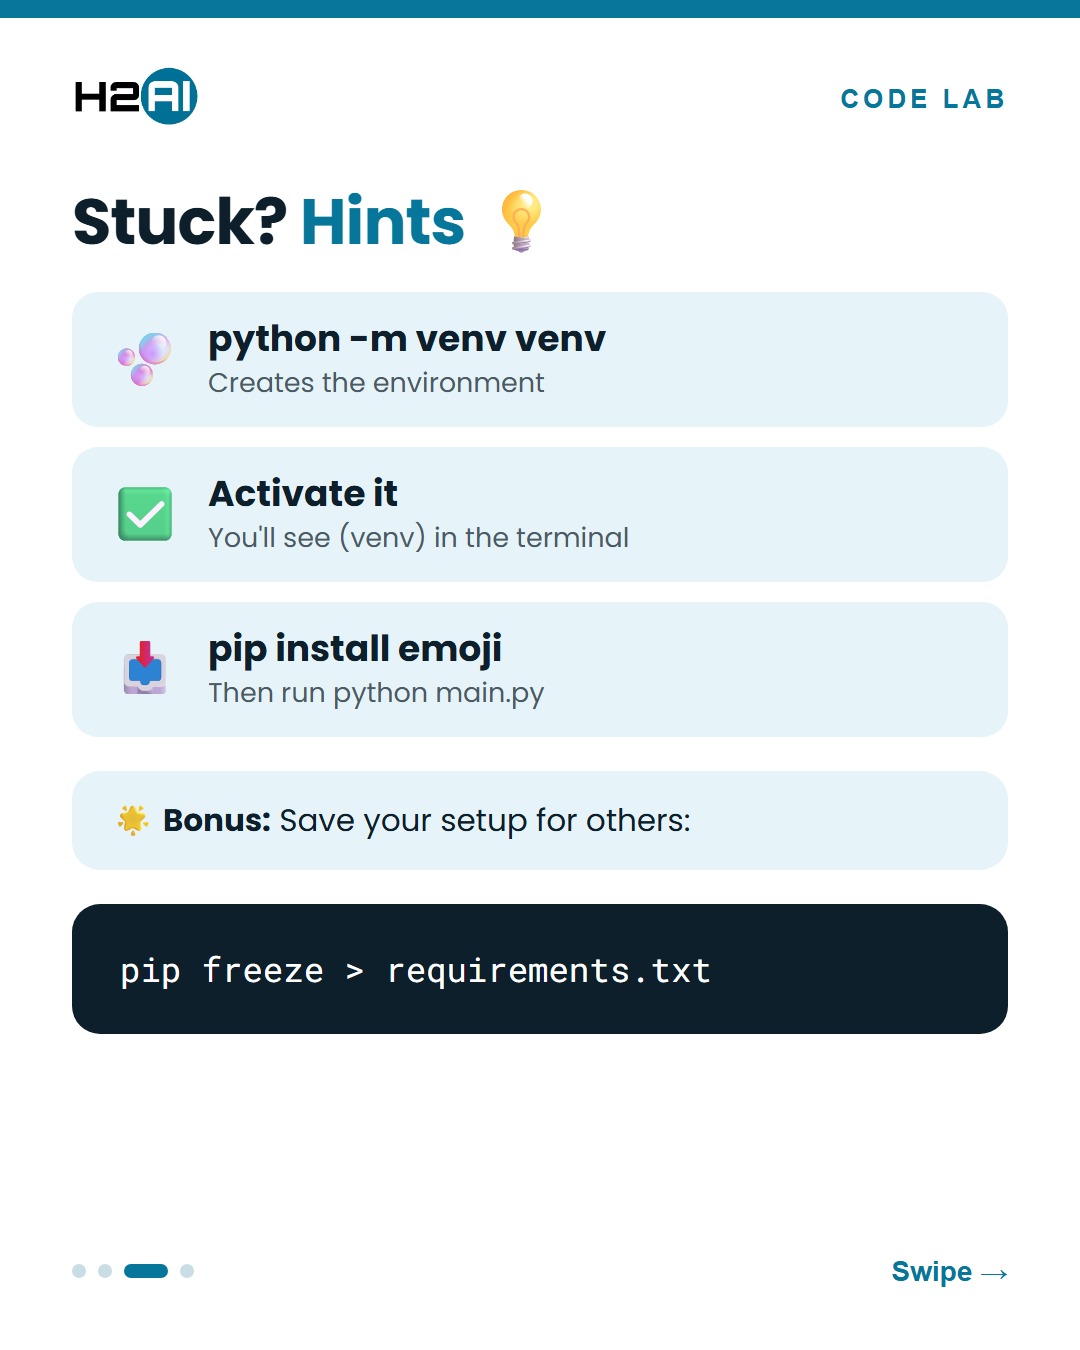 H2AI
CODE LAB
Stuck? Hints
python -m venv venv
Creates the environment
Activate it
You'll see (venv) in the terminal
pip install emoji
Then run python main.py
Bonus: Save your setup for others:
pip freeze > requirements.txt
Swipe →